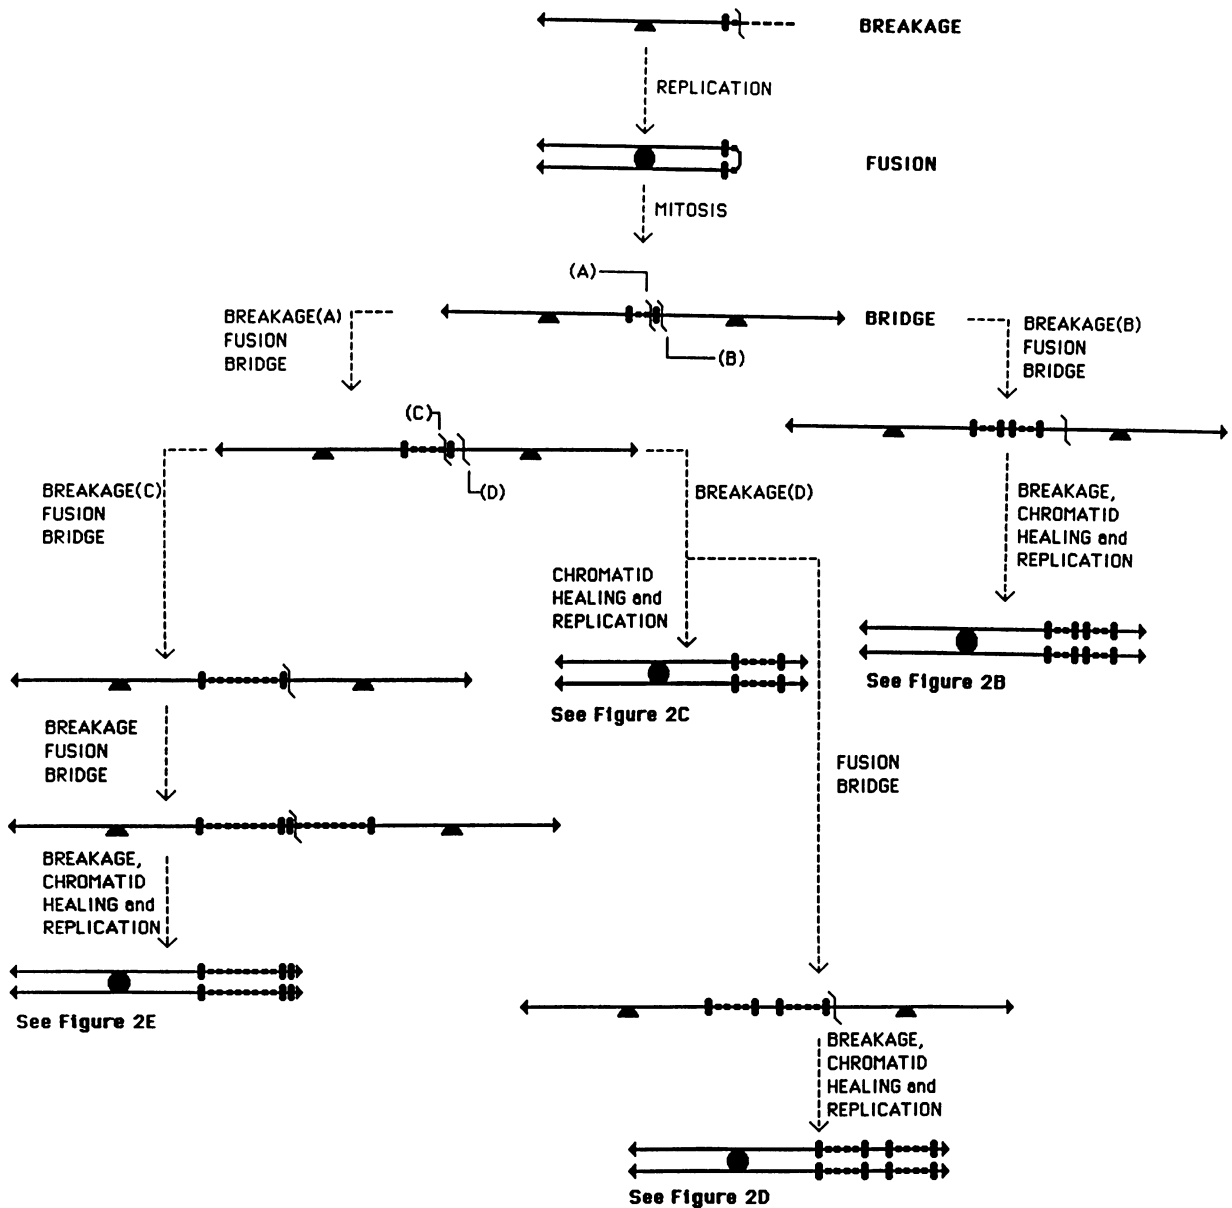 BREAKAGE
REPLICATION
FUSION
MITOSIS
(A)
BREAKAGE(A)
FUSION
BRIDGE
BRIDGE
BREAKAGE(B)
FUSION
BRIDGE
(B)
(C)
(D)
BREAKAGE(C)
FUSION
BRIDGE
BREAKAGE(D)
BREAKAGE,
CHROMATID
HEALING and
REPLICATION
CHROMATID
HEALING and
REPLICATION
See Figure 2B
See Figure 2C
BREAKAGE
FUSION
BRIDGE
FUSION
BRIDGE
BREAKAGE,
CHROMATID
HEALING and
REPLICATION
See Figure 2E
BREAKAGE,
CHROMATID
HEALING and
REPLICATION
See Figure 2D